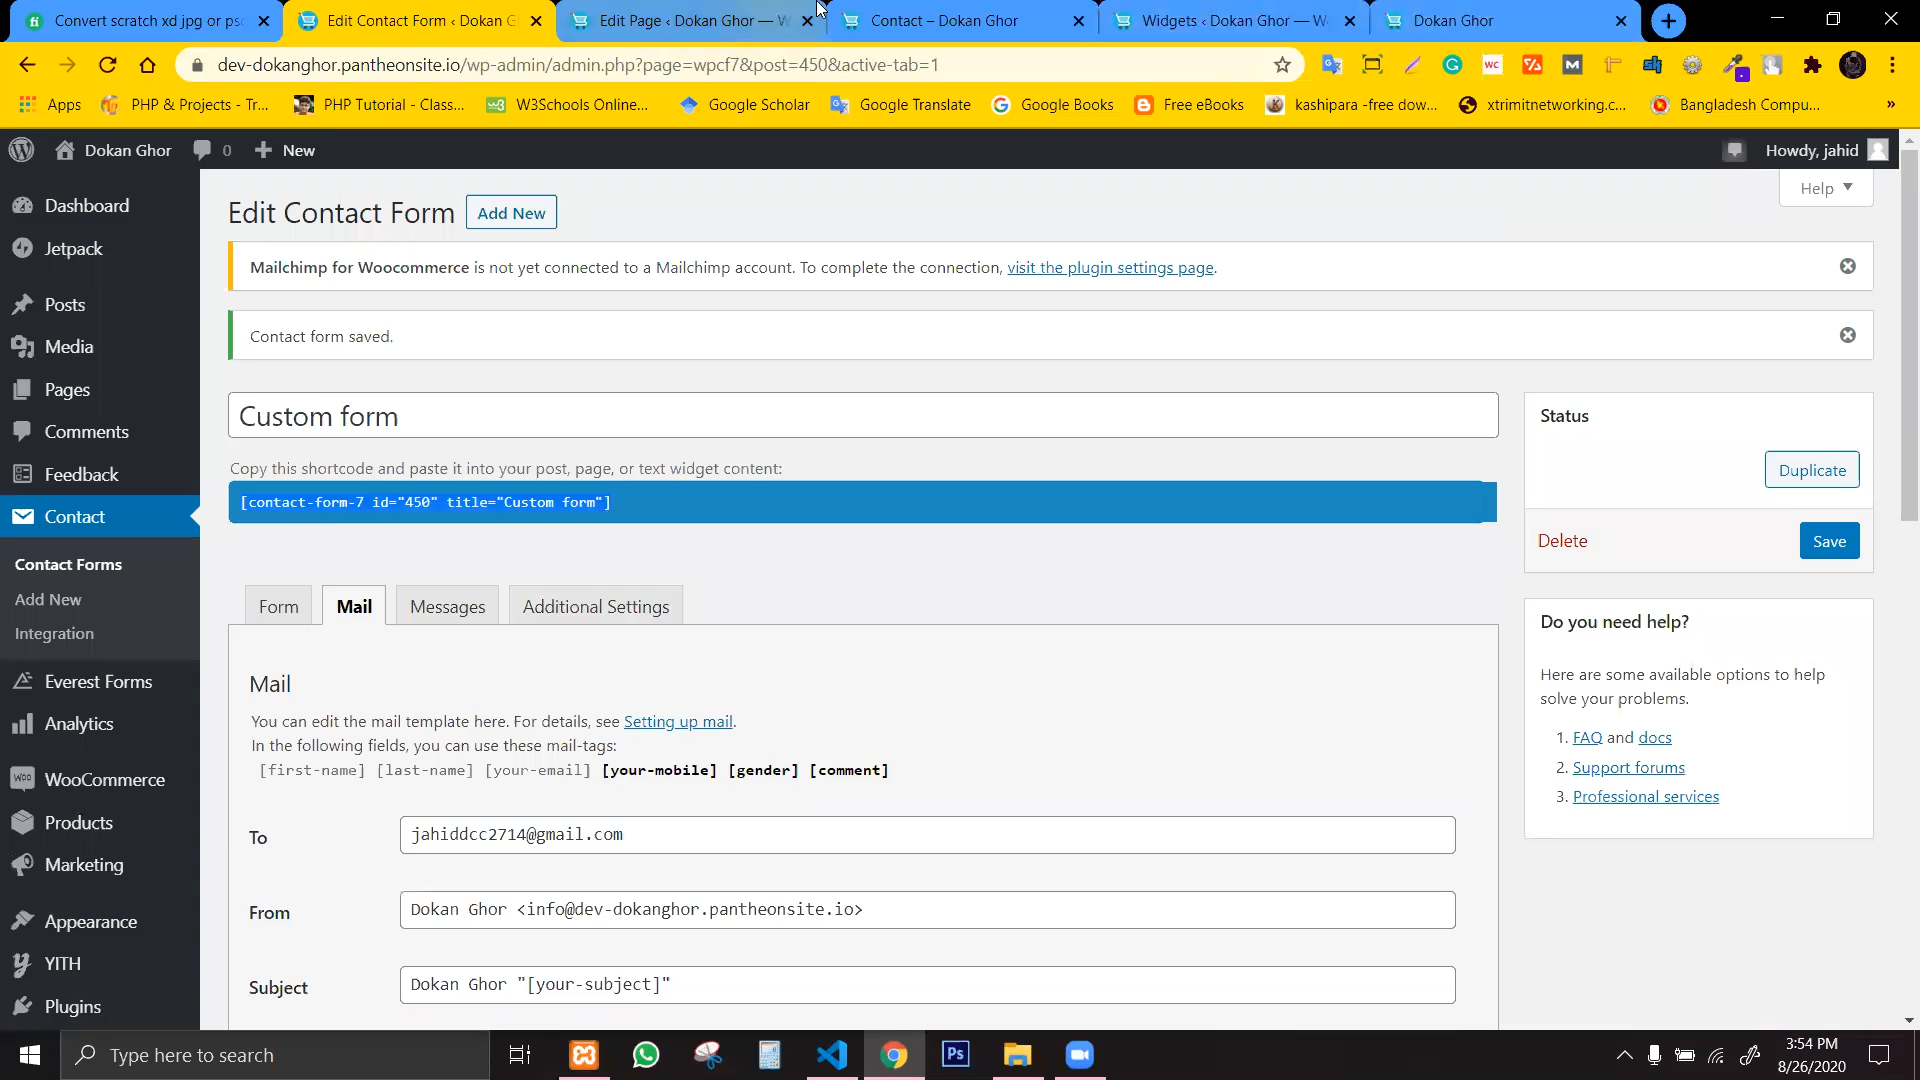 Convert scratch xd jpg or psd
Edit Contact Form ‹ Dokan G
Edit Page ‹ Dokan Ghor — W
Contact – Dokan Ghor
Widgets ‹ Dokan Ghor — W
Dokan Ghor
dev-dokanghor.pantheonsite.io/wp-admin/admin.php?page=wpcf7&post=450&active-tab=1
Apps
PHP & Projects - Tr...
PHP Tutorial - Class...
W3Schools Online...
Google Scholar
Google Translate
Google Books
Free eBooks
kashipara -free dow...
xtrimitnetworking.c...
Bangladesh Compu...
»
Dokan Ghor
0
New
Howdy, jahid
Dashboard
Jetpack
Posts
Media
Pages
Comments
Feedback
Contact
Contact Forms
Add New
Integration
Everest Forms
Analytics
WooCommerce
Products
Marketing
Appearance
YITH
Plugins
Help
Edit Contact Form
Add New
Mailchimp for Woocommerce is not yet connected to a Mailchimp account. To complete the connection, visit the plugin settings page.
Contact form saved.
Custom form
Copy this shortcode and paste it into your post, page, or text widget content:
[contact-form-7 id="450" title="Custom form"]
Form
Mail
Messages
Additional Settings
Mail
You can edit the mail template here. For details, see Setting up mail.
In the following fields, you can use these mail-tags:
[first-name] [last-name] [your-email] [your-mobile] [gender] [comment]
To
jahiddcc2714@gmail.com
From
Dokan Ghor <info@dev-dokanghor.pantheonsite.io>
Subject
Dokan Ghor "[your-subject]"
Status
Duplicate
Delete
Save
Do you need help?
Here are some available options to help
solve your problems.
1. FAQ and docs
2. Support forums
3. Professional services
Type here to search
3:54 PM
8/26/2020